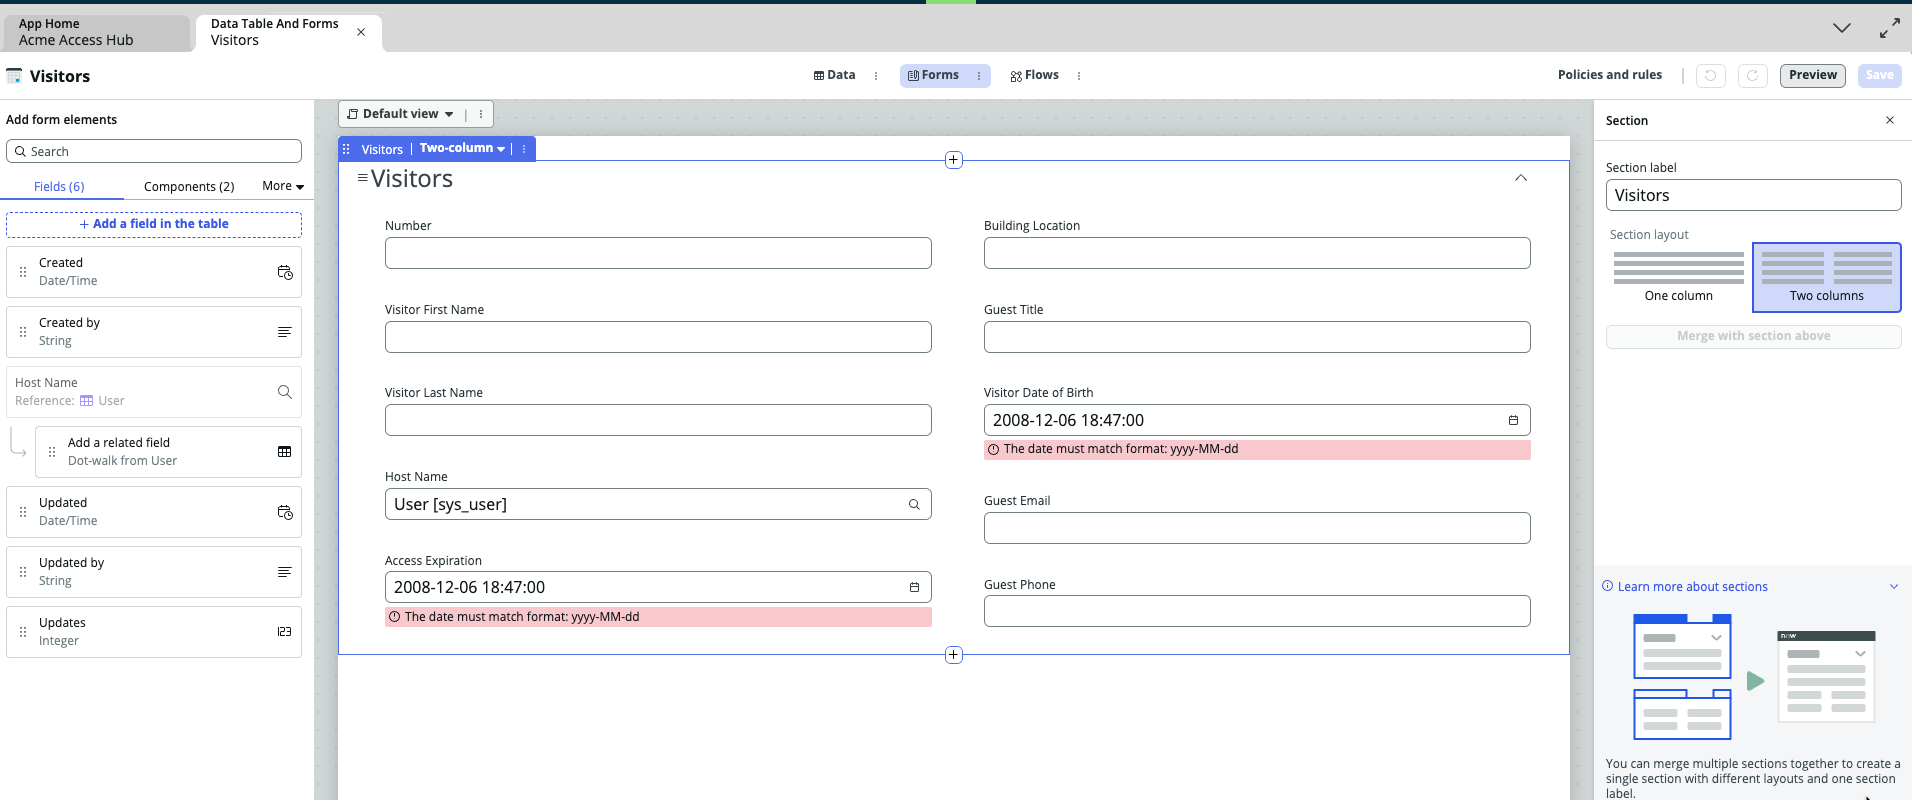 App Home
Acme Access Hub
Data Table And Forms
Visitors
Visitors
Data
Forms
Flows
Policies and rules
Preview
Save
Add form elements
Search
Fields (6)
Components (2)
More
+ Add a field in the table
Created
Date/Time
Created by
String
Host Name
Reference: User
Add a related field
Dot-walk from User
Updated
Date/Time
Updated by
String
Updates
Integer
123
Default view
Visitors | Two-column
Visitors
Number
Building Location
Visitor First Name
Guest Title
Visitor Last Name
Visitor Date of Birth
2008-12-06 18:47:00
The date must match format: yyyy-MM-dd
Host Name
User [sys_user]
Guest Email
Access Expiration
2008-12-06 18:47:00
The date must match format: yyyy-MM-dd
Guest Phone
Section
Section label
Visitors
Section layout
One column
Two columns
Merge with section above
Learn more about sections
now
You can merge multiple sections together to create a
single section with different layouts and one section
label.